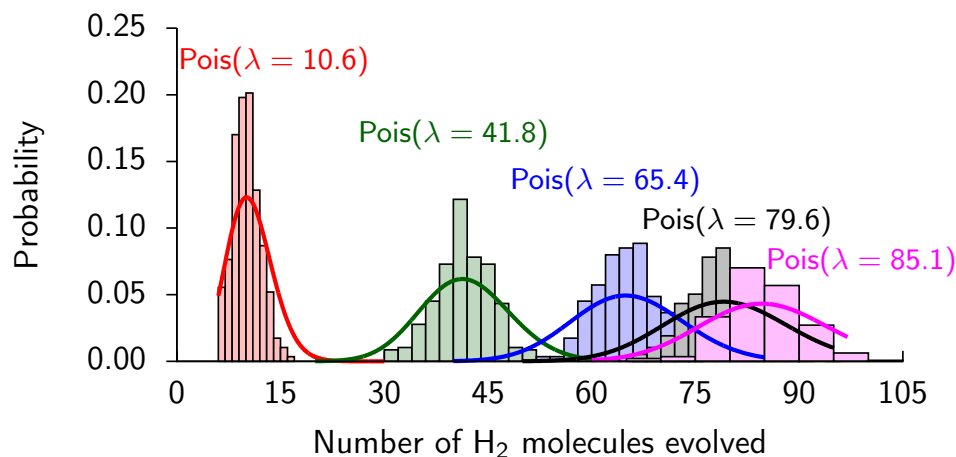 0.25
Pois(λ = 10.6)
0.20
Pois(λ = 41.8)
0.15
Pois(λ = 65.4)
Probability
0.10
Pois(λ = 79.6)
Pois(λ = 85.1)
0.05
0.00
0 15 30 45 60 75 90 105
Number of H₂ molecules evolved